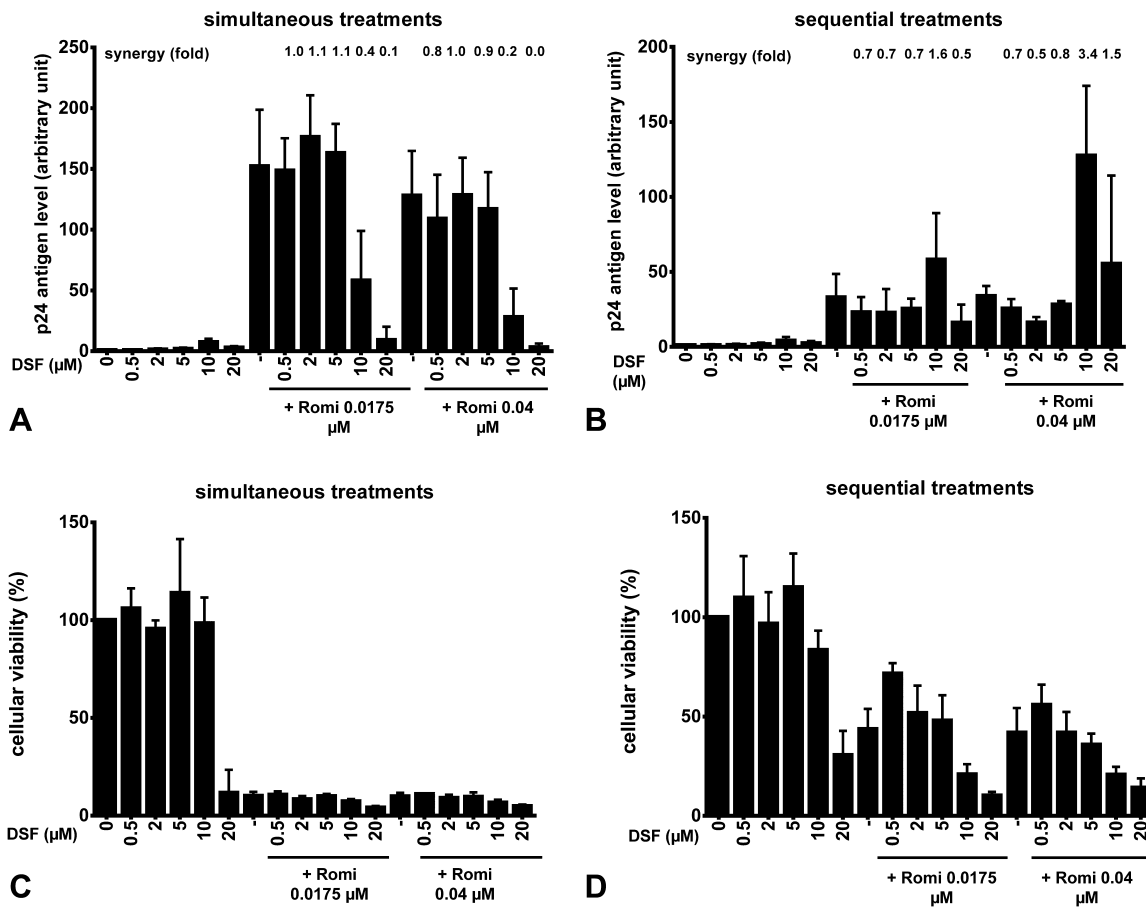 simultaneous treatments
synergy (fold) 1.0 1.1 1.1 0.4 0.1 0.8 1.0 0.9 0.2 0.0
p24 antigen level (arbitrary unit)
250
200
150
100
50
0
DSF (µM) 0 0.5 2 5 10 20 - 0.5 2 5 10 20 - 0.5 2 5 10 20
+ Romi 0.0175
µM
+ Romi 0.04
µM
A
sequential treatments
synergy (fold) 0.7 0.7 0.7 1.6 0.5 0.7 0.5 0.8 3.4 1.5
p24 antigen level (arbitrary unit)
200
150
100
50
0
DSF
(µM)
0 0.5 2 5 10 20 - 0.5 2 5 10 20 - 0.5 2 5 10 20
+ Romi
0.0175 µM
+ Romi
0.04 µM
B
simultaneous treatments
cellular viability (%)
150
100
50
0
DSF (µM) 0 0.5 2 5 10 20 - 0.5 2 5 10 20 - 0.5 2 5 10 20
+ Romi
0.0175 µM
+ Romi
0.04 µM
C
sequential treatments
cellular viability (%)
150
100
50
0
DSF (µM) 0 0.5 2 5 10 20 - 0.5 2 5 10 20 - 0.5 2 5 10 20
+ Romi 0.0175
µM
+ Romi 0.04
µM
D